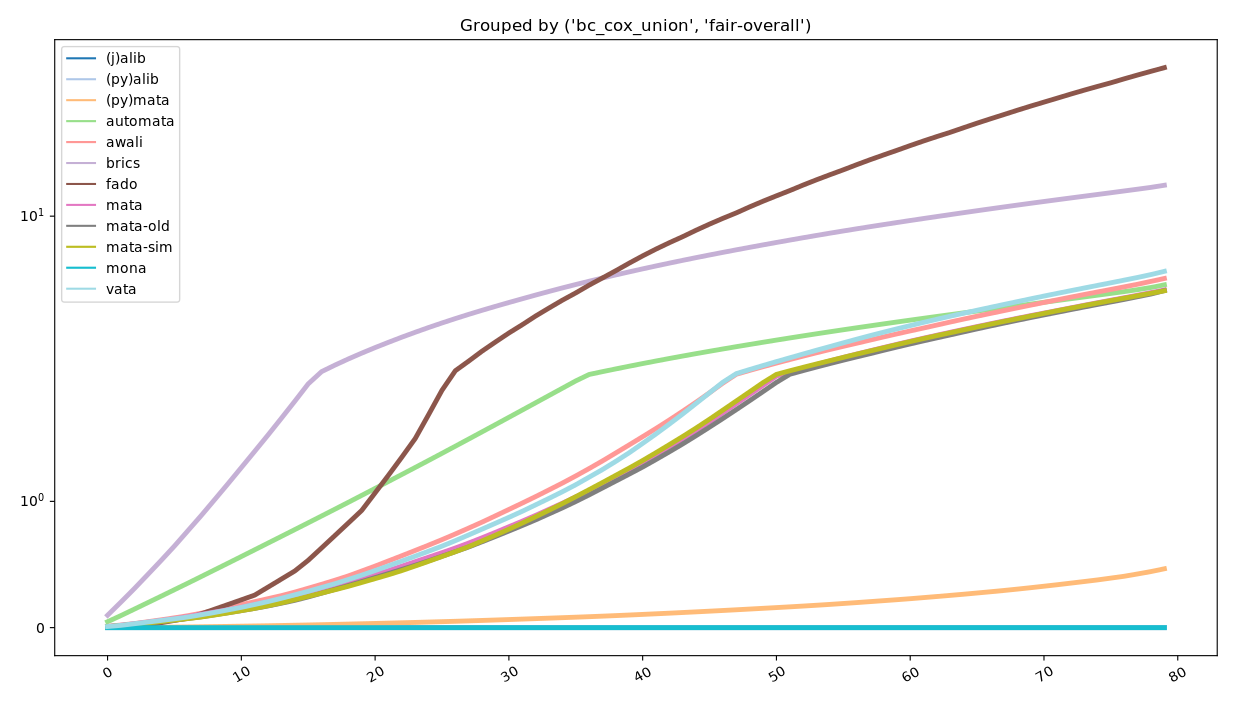 Grouped by ('bc_cox_union', 'fair-overall')
(j)alib
(py)alib
(py)mata
automata
awali
brics
fado
mata
mata-old
mata-sim
mona
vata
10¹
10⁰
0
0 10 20 30 40 50 60 70 80